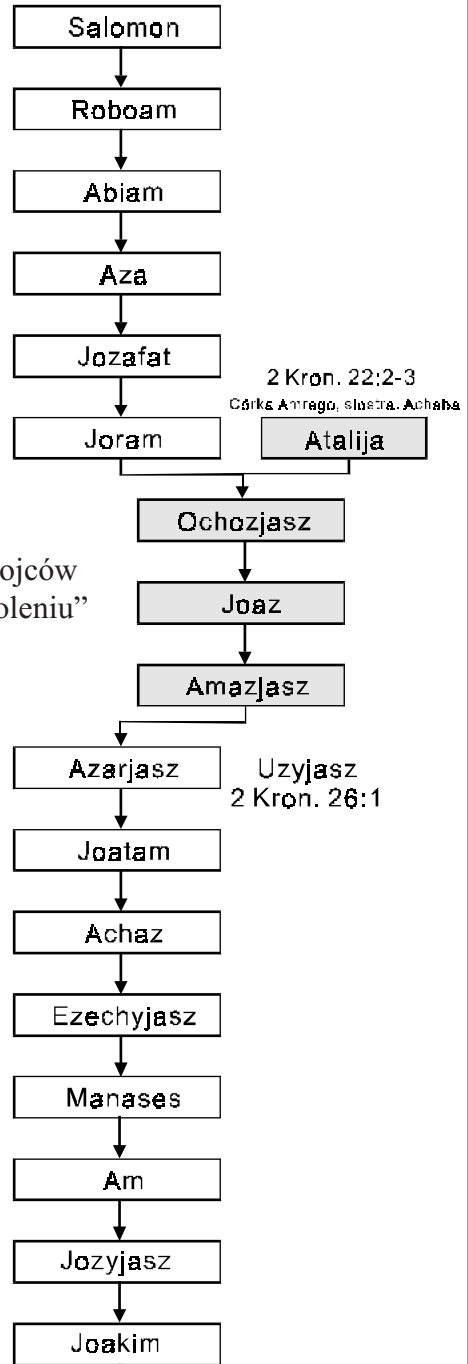 Salomon
Roboam
Abiam
Aza
Jozafat
2 Kron. 22:2-3
Córka Amrego, siostra. Achaba
Joram
Atalija
Ochozjasz
ojców
Joaz
oleniu”
Amazjasz
Azarjasz
Uzyjasz
2 Kron. 26:1
Joatam
Achaz
Ezechyjasz
Manases
Am
Jozyjasz
Joakim